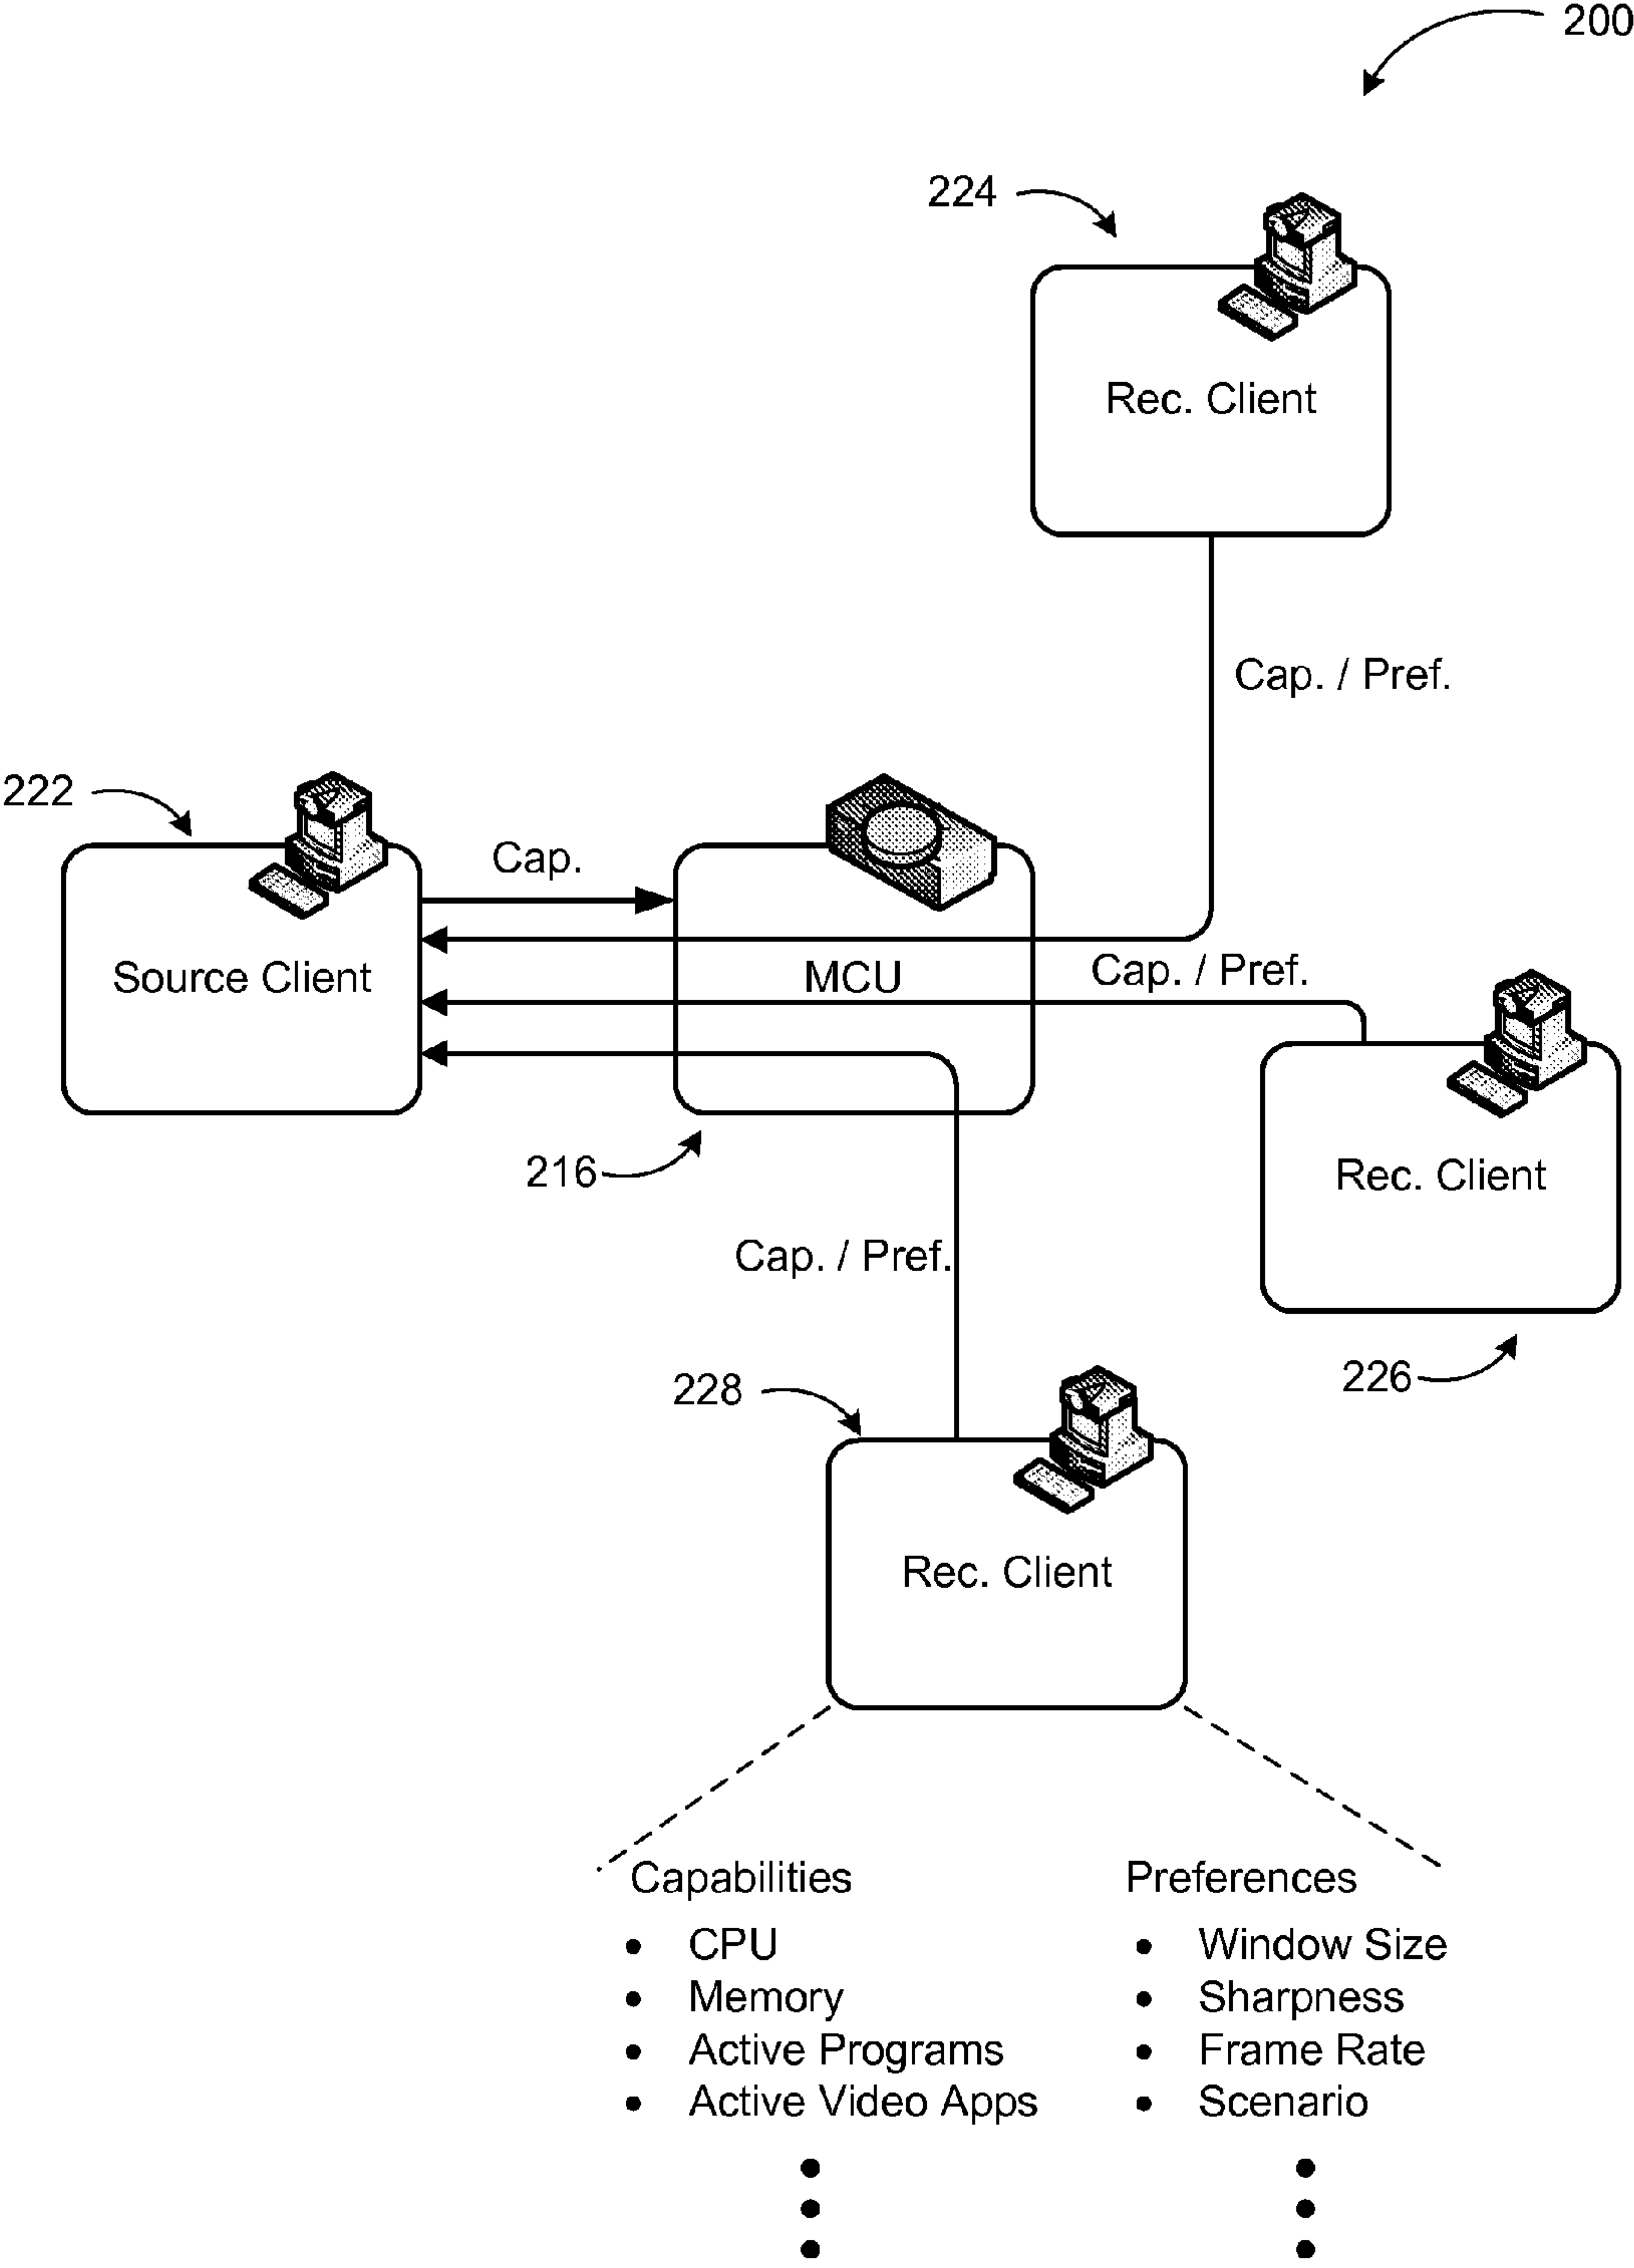 200
224
Rec. Client
Cap. / Pref.
222
Cap.
Source Client
MCU
Cap. / Pref.
216
Rec. Client
Cap. / Pref.
226
228
Rec. Client
Capabilities
• CPU
• Memory
• Active Programs
• Active Video Apps
Preferences
• Window Size
• Sharpness
• Frame Rate
• Scenario